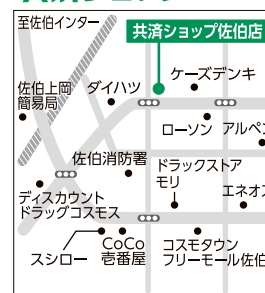 至佐伯インター
共済ショップ佐伯店
ケーズデンキ
佐伯上岡
簡易局
ダイハツ
ローソン
アルペン
佐伯消防署
ドラックストア
モリ
エネオス
ディスカウント
ドラッグコスモス
スシロー
CoCo
壱番屋
コスモタウン
フリーモール佐伯